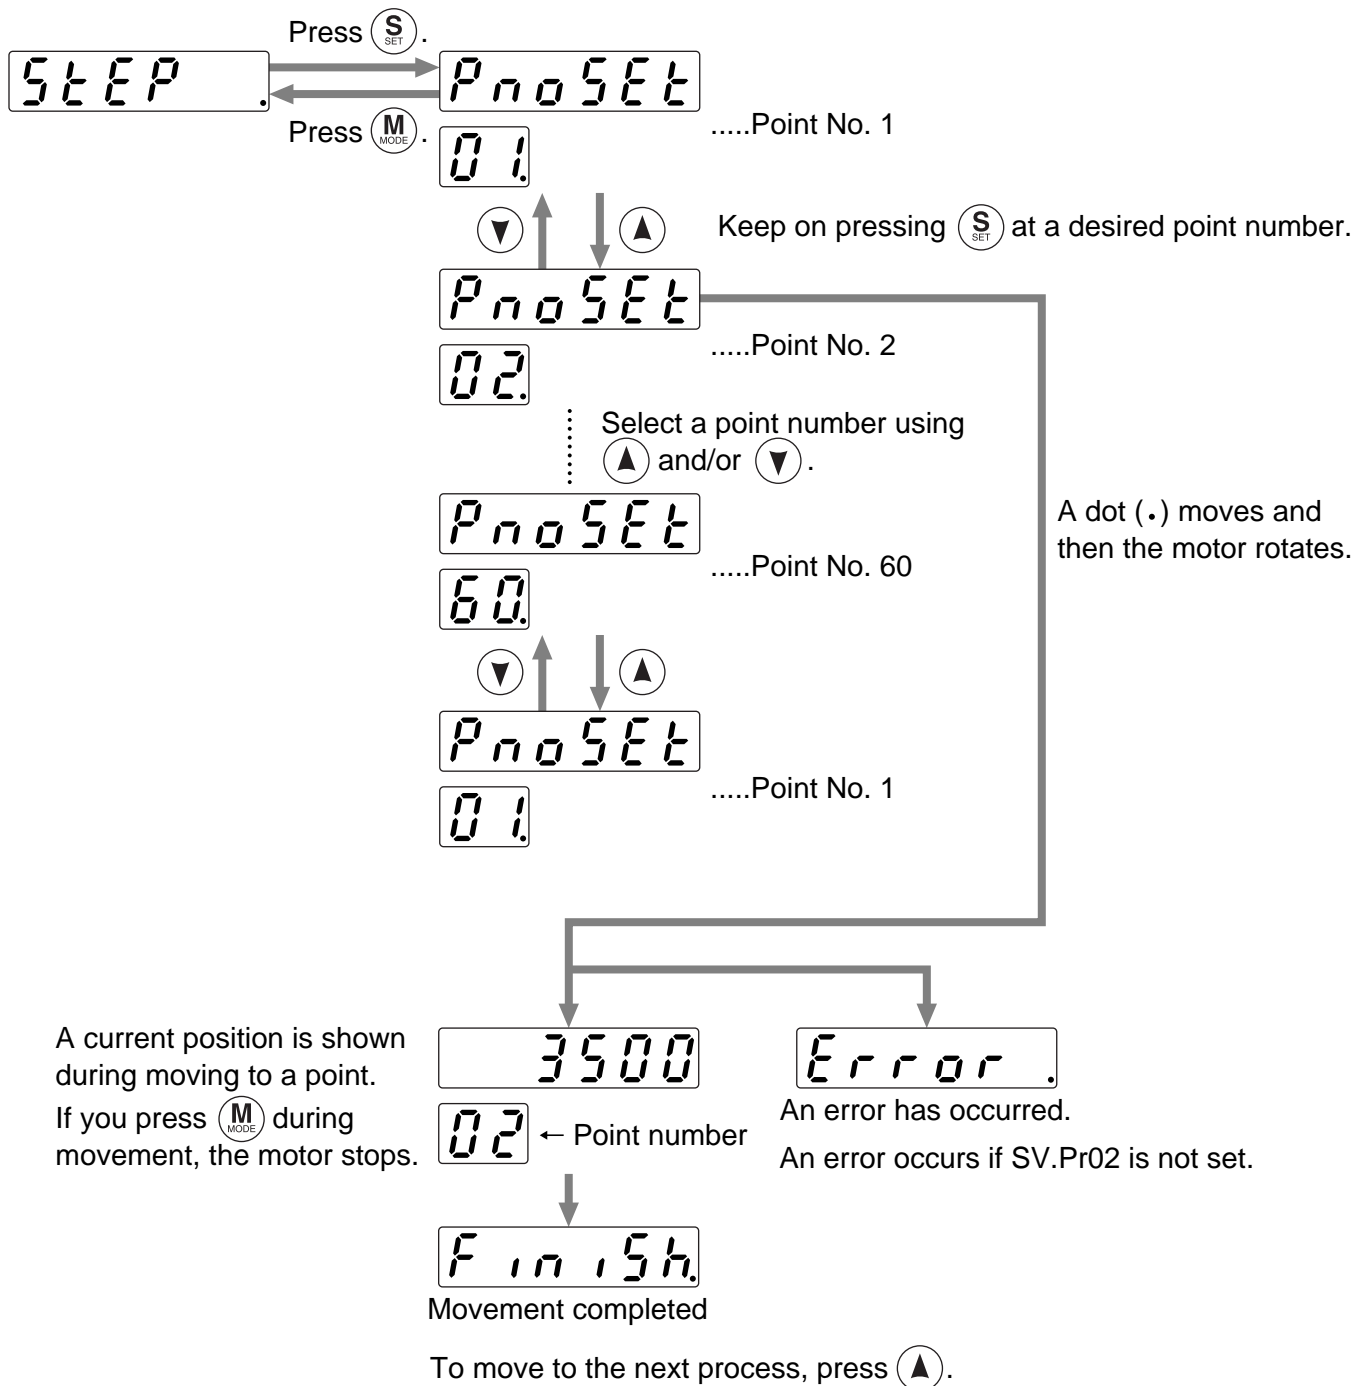 Press S SET .
StEP .
PnoSEt
Press M MODE .
.....Point No. 1
01.
Keep on pressing S SET at a desired point number.
PnoSEt
.....Point No. 2
02.
Select a point number using
and/or .
PnoSEt
A dot (.) moves and
then the motor rotates.
.....Point No. 60
60.
PnoSEt
.....Point No. 1
01.
A current position is shown
during moving to a point.
If you press M MODE during
movement, the motor stops.
3500
02 ← Point number
Error .
An error has occurred.
An error occurs if SV.Pr02 is not set.
FiniSh.
Movement completed
To move to the next process, press .